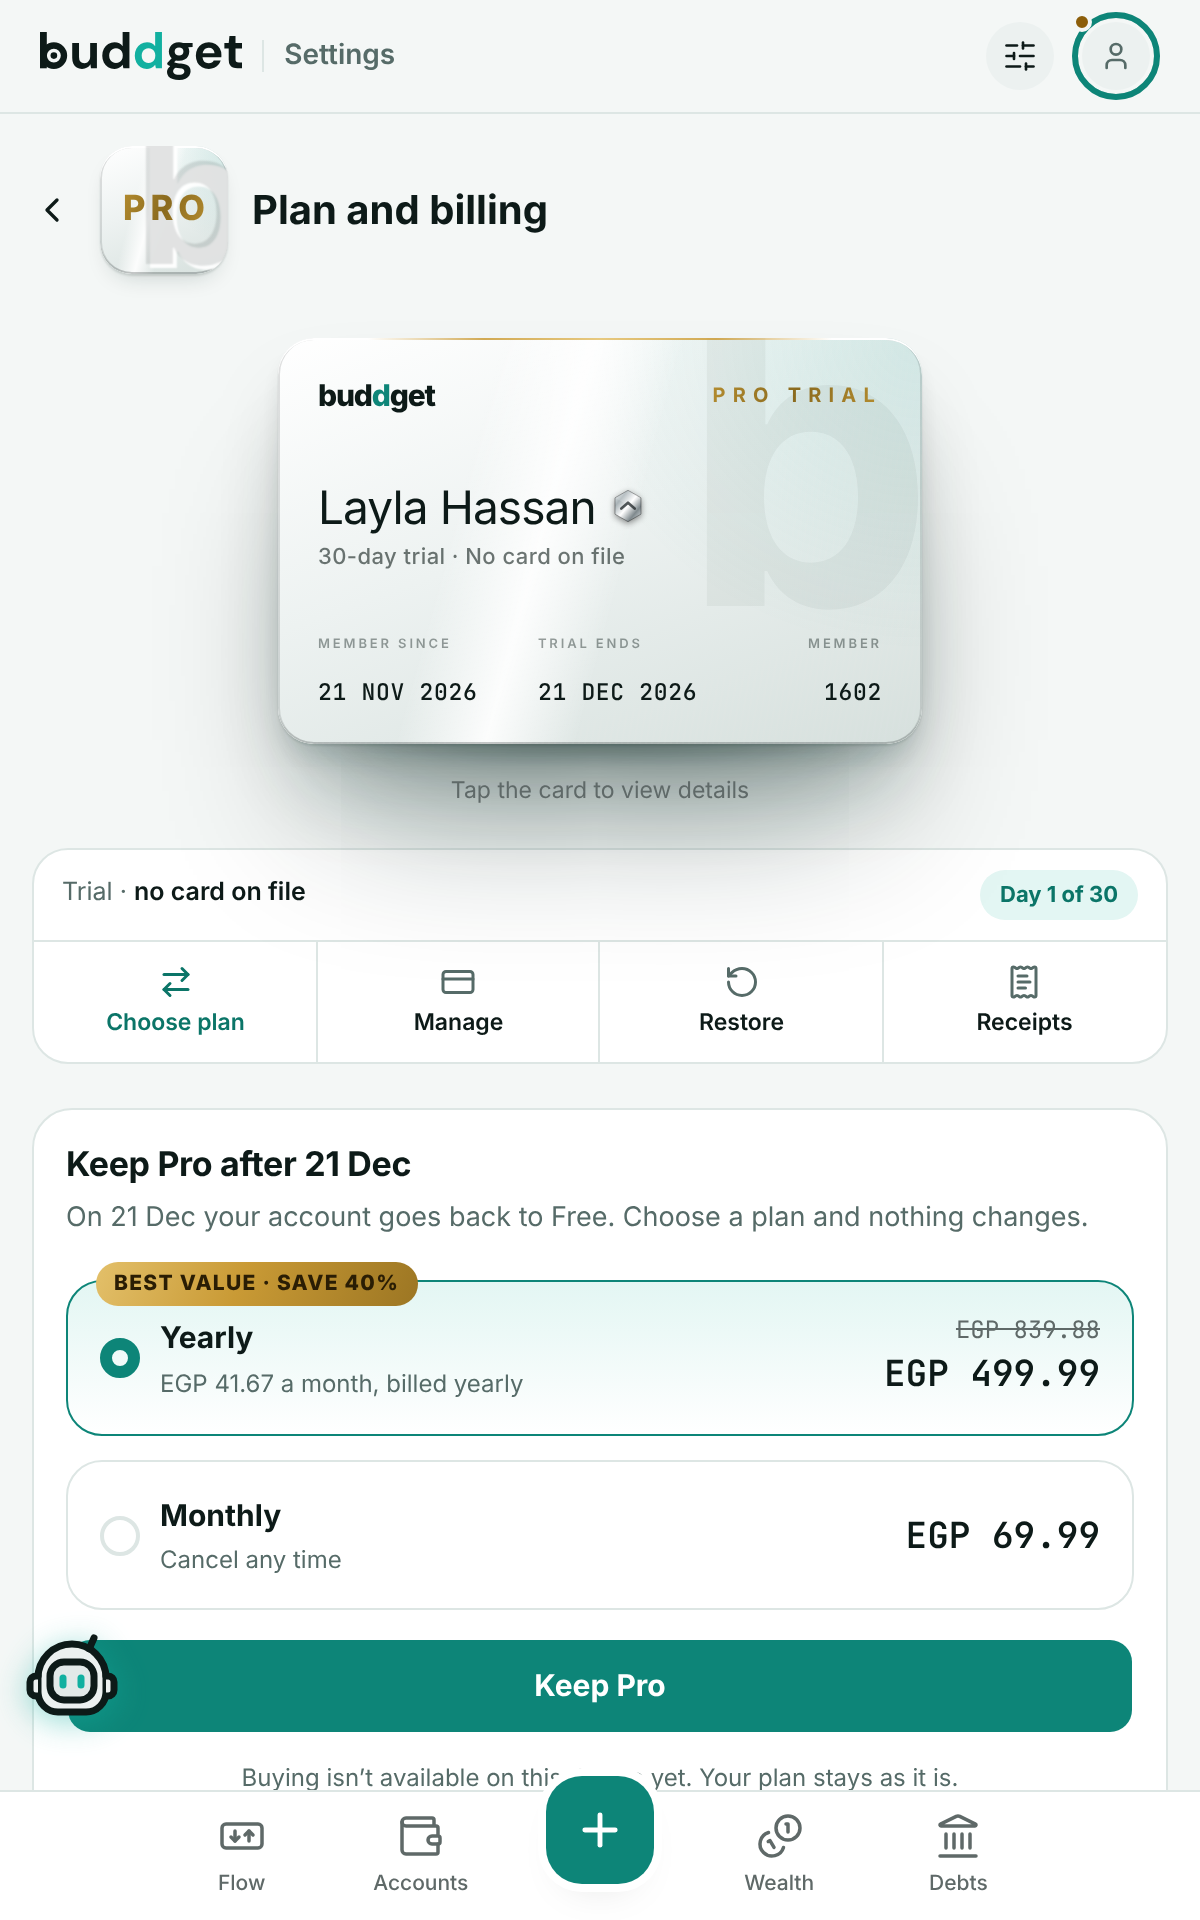 buddget
Settings
PRO
Plan and billing
buddget
PRO TRIAL
Layla Hassan
30-day trial · No card on file
MEMBER SINCE
TRIAL ENDS
MEMBER
21 NOV 2026
21 DEC 2026
1602
Tap the card to view details
Trial · no card on file
Day 1 of 30
Choose plan
Manage
Restore
Receipts
Keep Pro after 21 Dec
On 21 Dec your account goes back to Free. Choose a plan and nothing changes.
BEST VALUE · SAVE 40%
Yearly
EGP 839.88
EGP 41.67 a month, billed yearly
EGP 499.99
Monthly
EGP 69.99
Cancel any time
Keep Pro
Buying isn’t available on this yet. Your plan stays as it is.
Flow
Accounts
Wealth
Debts